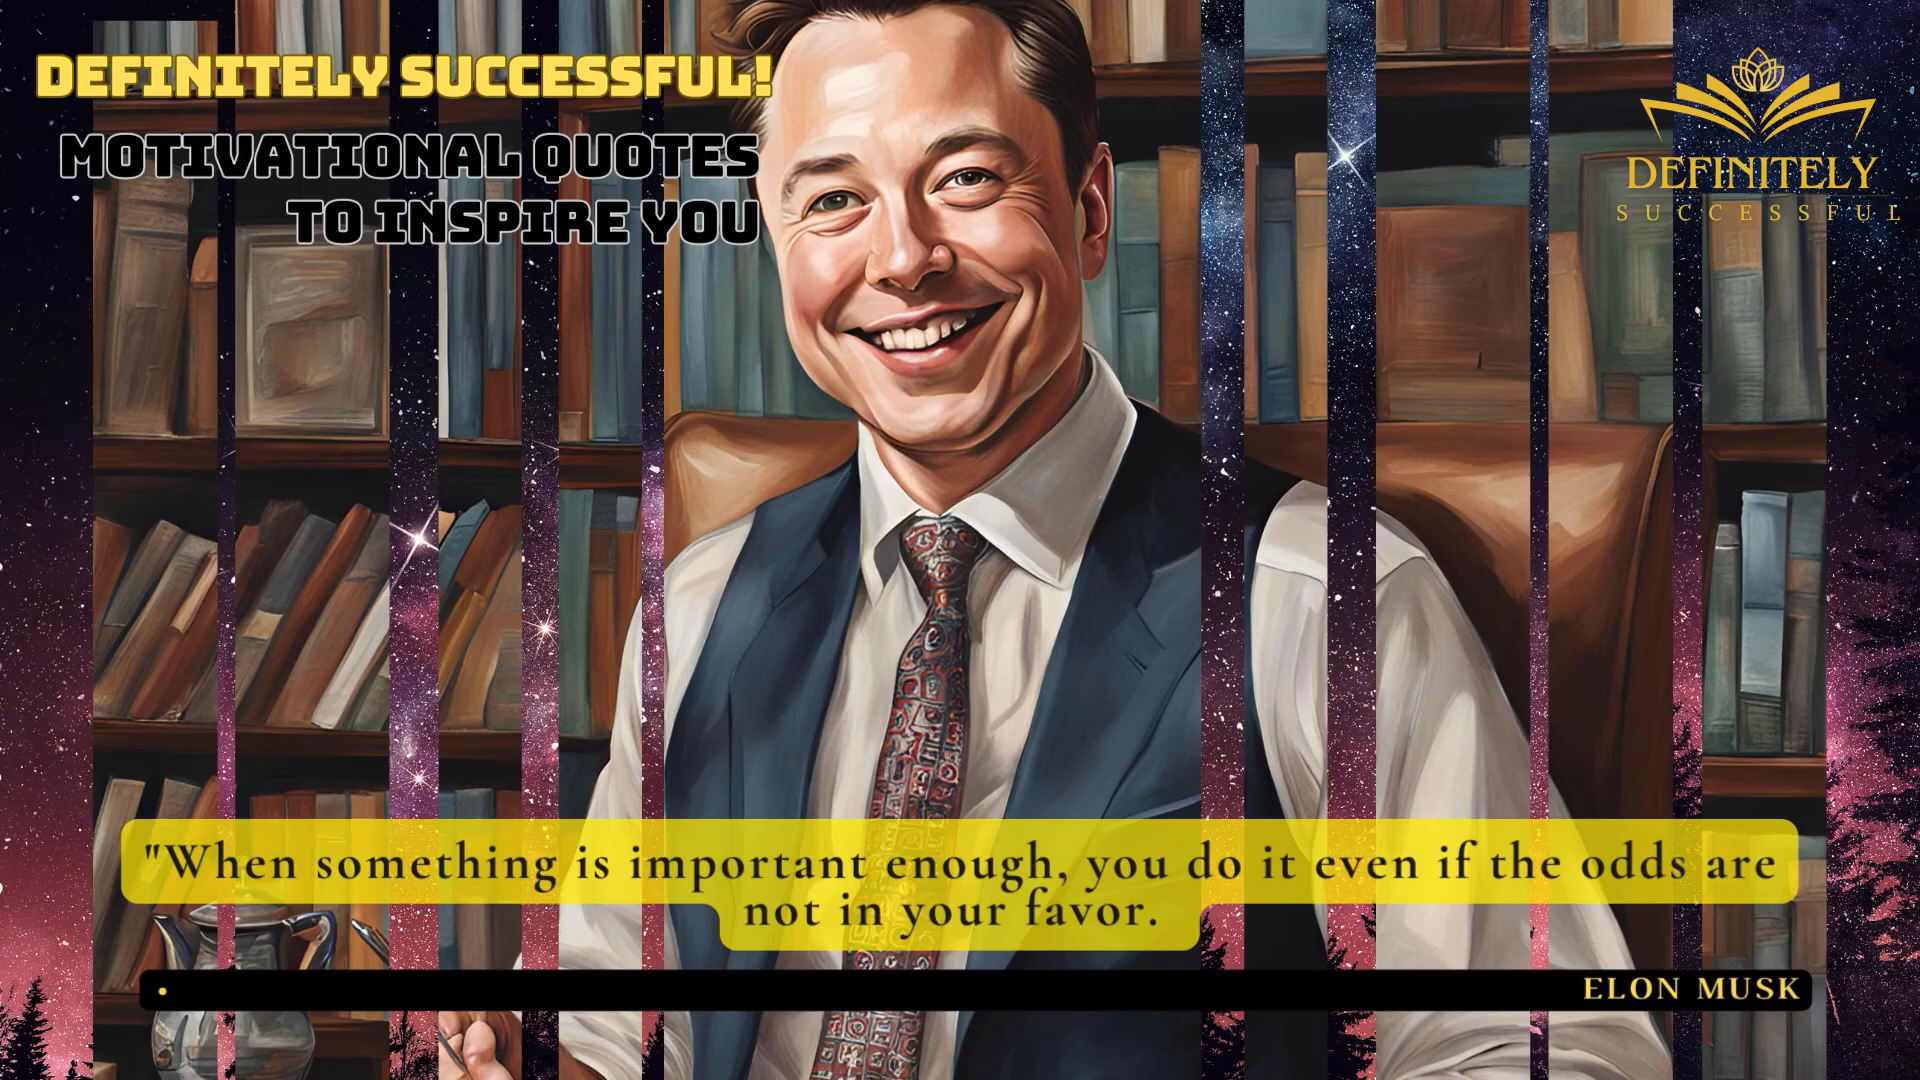 DEFINITELY SUCCESSFUL!
MOTIVATIONAL QUOTES
TO INSPIRE YOU
DEFINITELY
SUCCESSFUL
"When something is important enough, you do it even if the odds are
not in your favor.
ELON MUSK